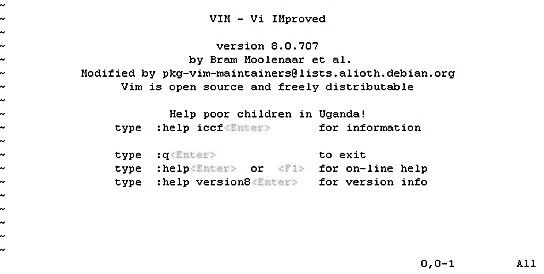 ~
VIM - Vi IMproved
~
version 8.0.707
by Bram Moolenaar et al.
Modified by pkg-vim-maintainers@lists.alioth.debian.org
Vim is open source and freely distributable
~
Help poor children in Uganda!
type :help iccf<Enter> for information
~
type :q<Enter> to exit
type :help<Enter> or <F1> for on-line help
type :help version8<Enter> for version info
~
~
~
~
~
0,0-1 All